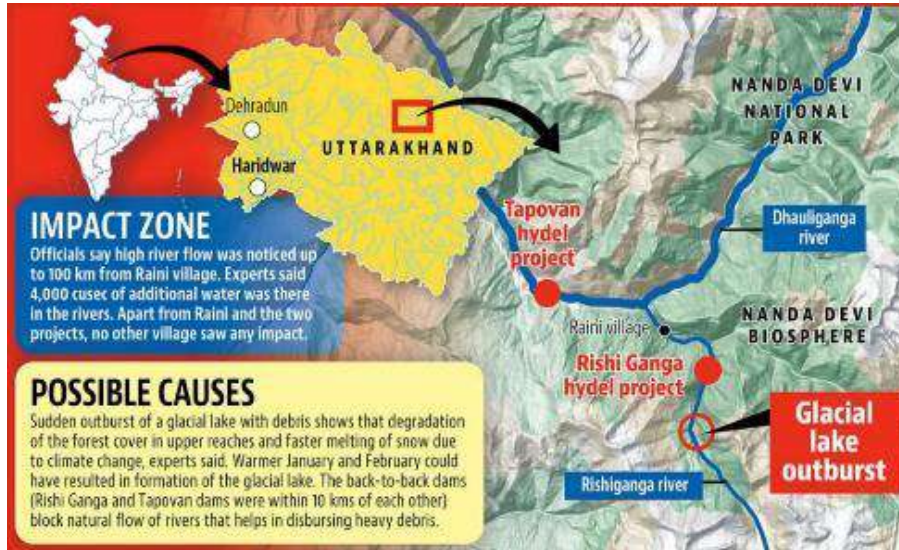 Dehradun
Haridwar
UTTARAKHAND
IMPACT ZONE
Officials say high river flow was noticed up
to 100 km from Raini village. Experts said
4,000 cusec of additional water was there
in the rivers. Apart from Raini and the two
projects, no other village saw any impact.
POSSIBLE CAUSES
Sudden outburst of a glacial lake with debris shows that degradation
of the forest cover in upper reaches and faster melting of snow due
to climate change, experts said. Warmer January and February could
have resulted in formation of the glacial lake. The back-to-back dams
(Rishi Ganga and Tapovan dams were within 10 kms of each other)
block natural flow of rivers that helps in disbursing heavy debris.
NANDA DEVI
NATIONAL
PARK
Tapovan
hydel
project
Dhauliganga
river
Raini village
NANDA DEVI
BIOSPHERE
Rishi Ganga
hydel project
Glacial
lake
outburst
Rishiganga river